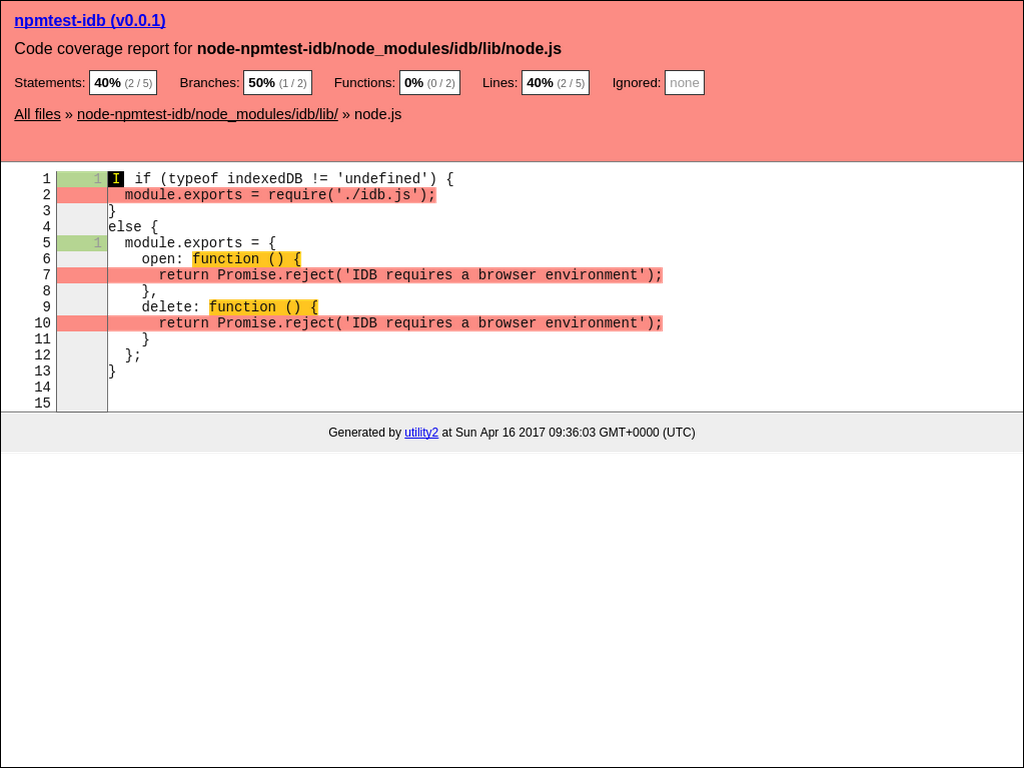 npmtest-idb (v0.0.1)
Code coverage report for node-npmtest-idb/node_modules/idb/lib/node.js
Statements: 40% (2 / 5) Branches: 50% (1 / 2) Functions: 0% (0 / 2) Lines: 40% (2 / 5) Ignored: none
All files » node-npmtest-idb/node_modules/idb/lib/ » node.js
1 1 I if (typeof indexedDB != 'undefined') {
2   module.exports = require('./idb.js');
3 }
4 else {
5 1   module.exports = {
6     open: function () {
7       return Promise.reject('IDB requires a browser environment');
8     },
9     delete: function () {
10       return Promise.reject('IDB requires a browser environment');
11     }
12   };
13 }
14
15
Generated by utility2 at Sun Apr 16 2017 09:36:03 GMT+0000 (UTC)